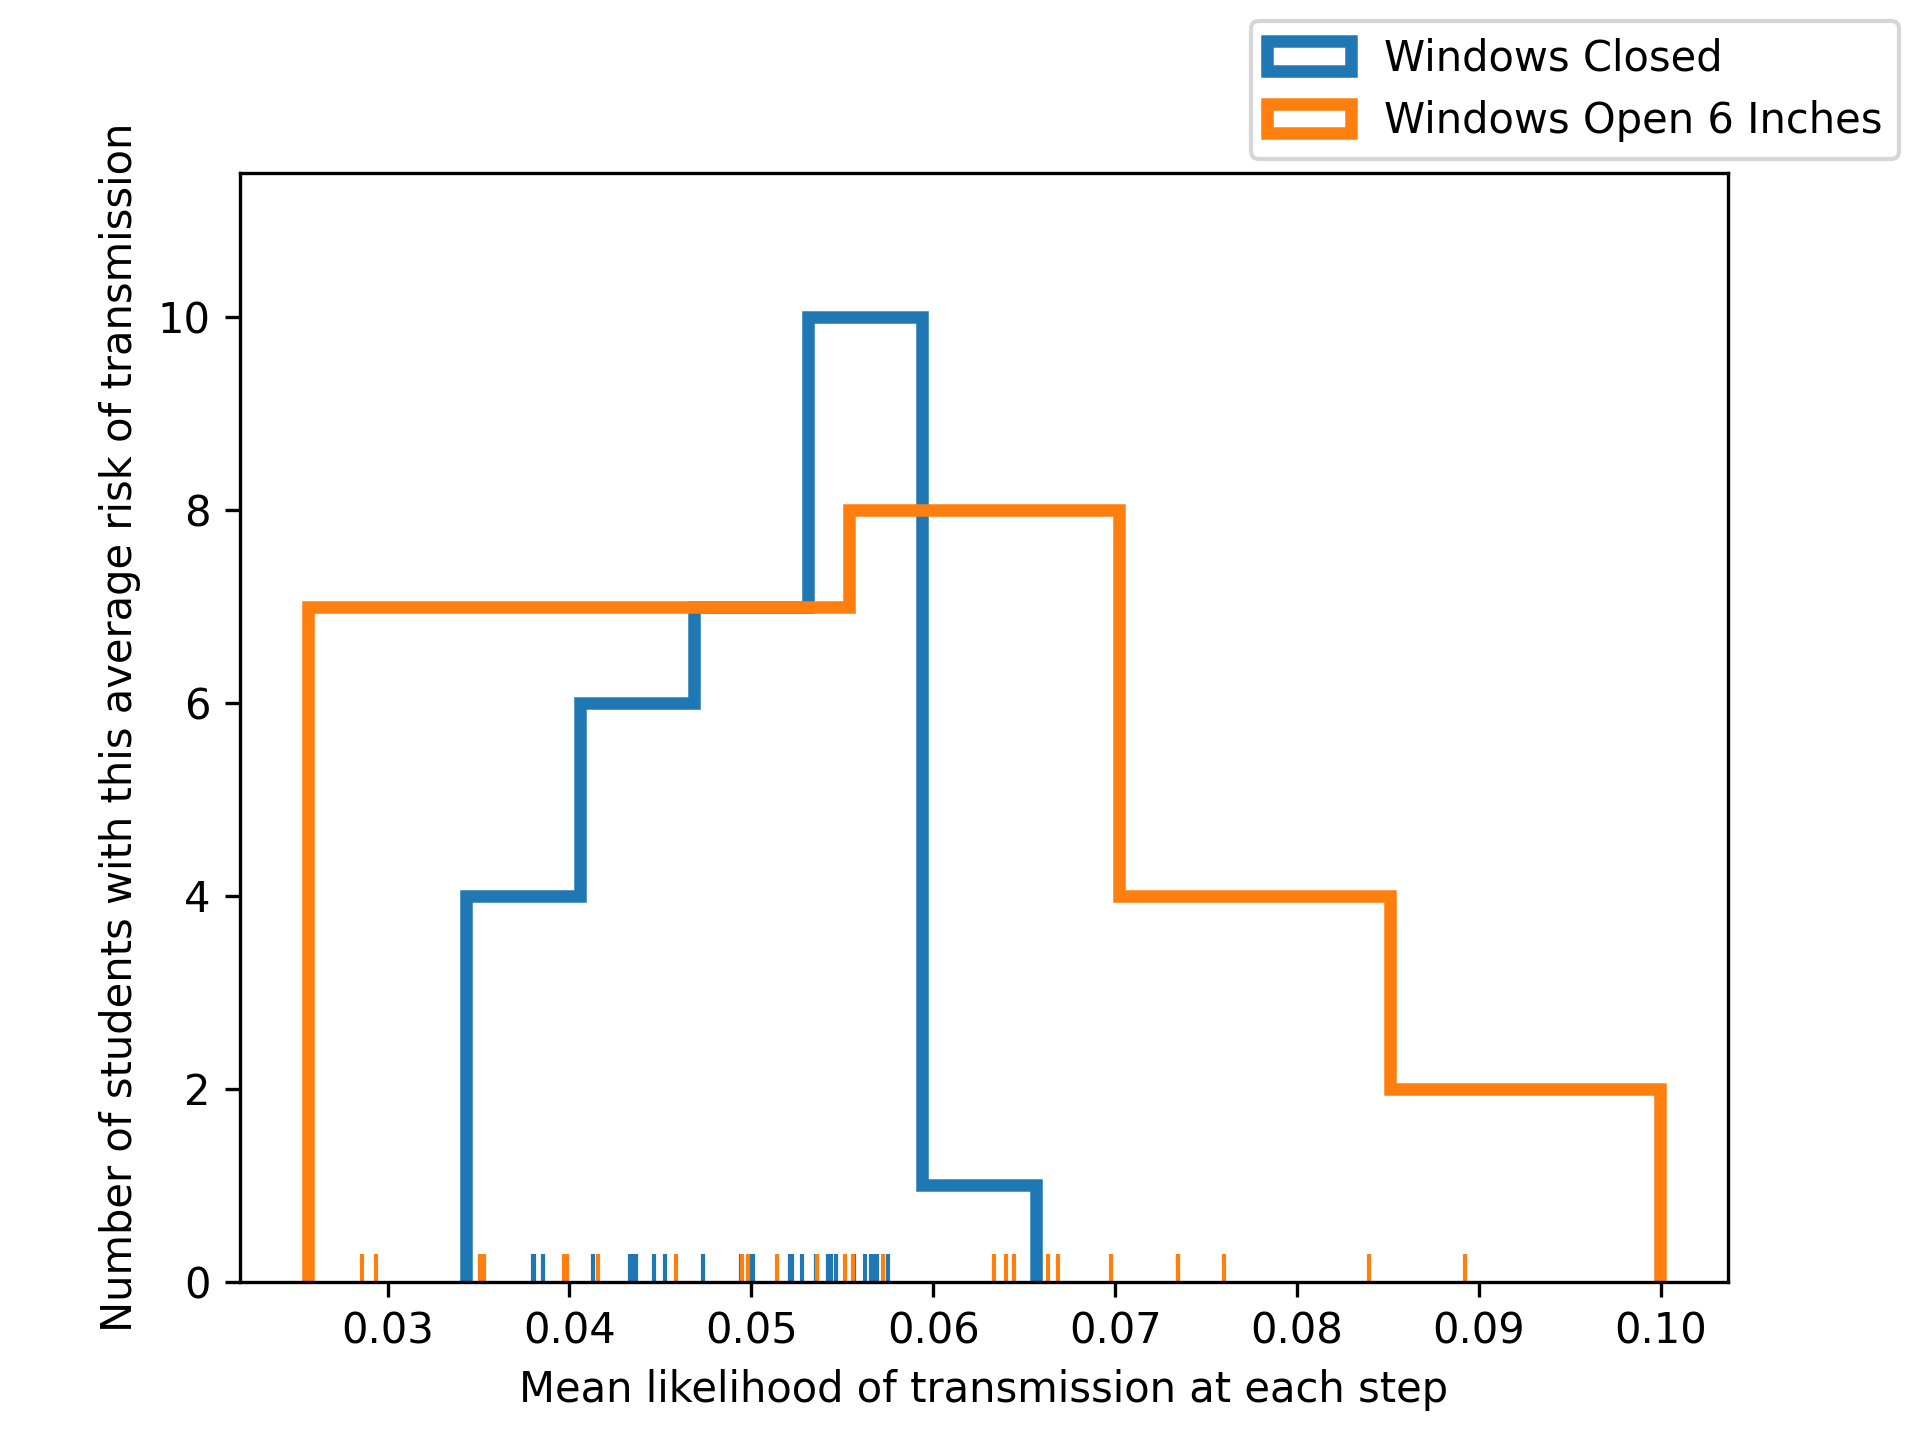 Windows Closed
Windows Open 6 Inches
Number of students with this average risk of transmission
10
8
6
4
2
0
0.03 0.04 0.05 0.06 0.07 0.08 0.09 0.10
Mean likelihood of transmission at each step